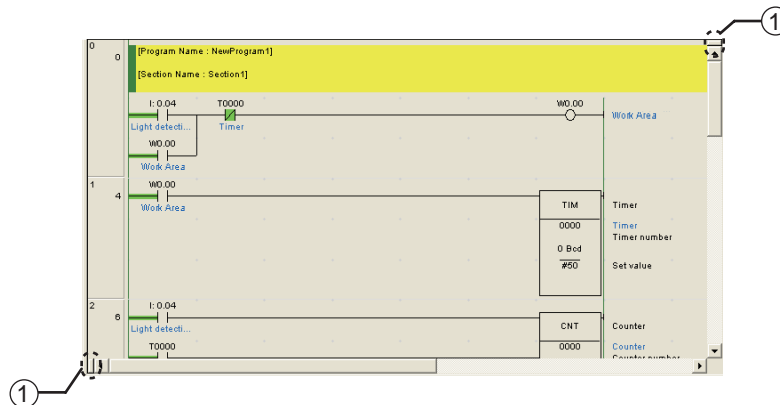 1
0
0
[Program Name : NewProgram1]
[Section Name : Section1]
I: 0.04
T0000
W0.00
Light detecti...
Timer
Work Area
W0.00
Work Area
1
4
W0.00
Work Area
TIM
Timer
0000
Timer
Timer number
0 Bcd
#50
Set value
2
6
I: 0.04
Light detecti...
CNT
Counter
T0000
0000
Counter
Counter number
1